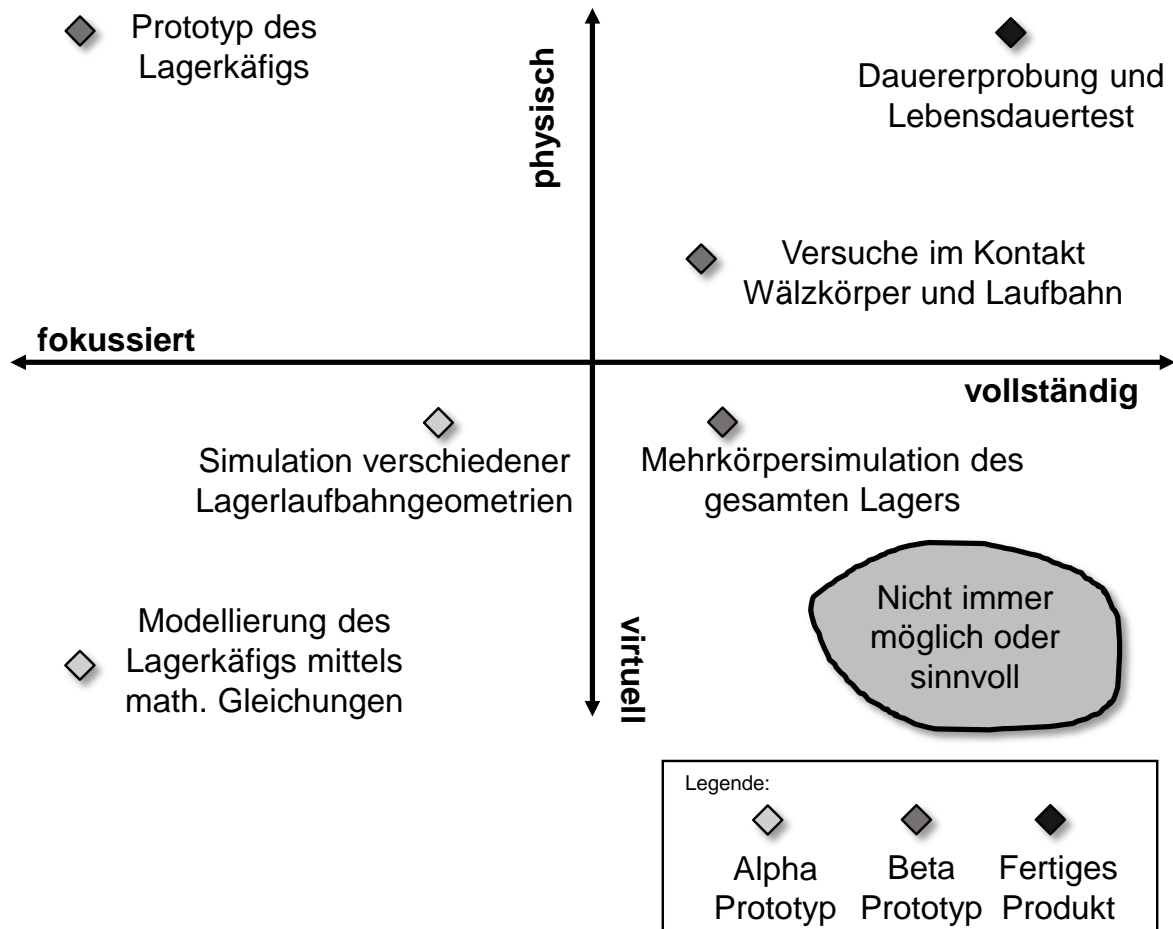 Prototyp des
Lagerkäfigs
physisch
Dauererprobung und
Lebensdauertest
Versuche im Kontakt
Wälzkörper und Laufbahn
fokussiert
vollständig
Simulation verschiedener
Lagerlaufbahngeometrien
Mehrkörpersimulation des
gesamten Lagers
Modellierung des
Lagerkäfigs mittels
math. Gleichungen
virtuell
Nicht immer
möglich oder
sinnvoll
Legende:
Alpha
Prototyp
Beta
Prototyp
Fertiges
Produkt